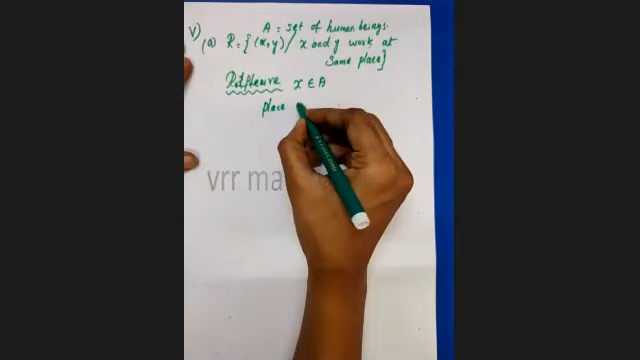 V) A = set of human beings.
(a) R = { (x, y) / x and y work at
same place}
Reflexive x ∈ A
place
vrr ma